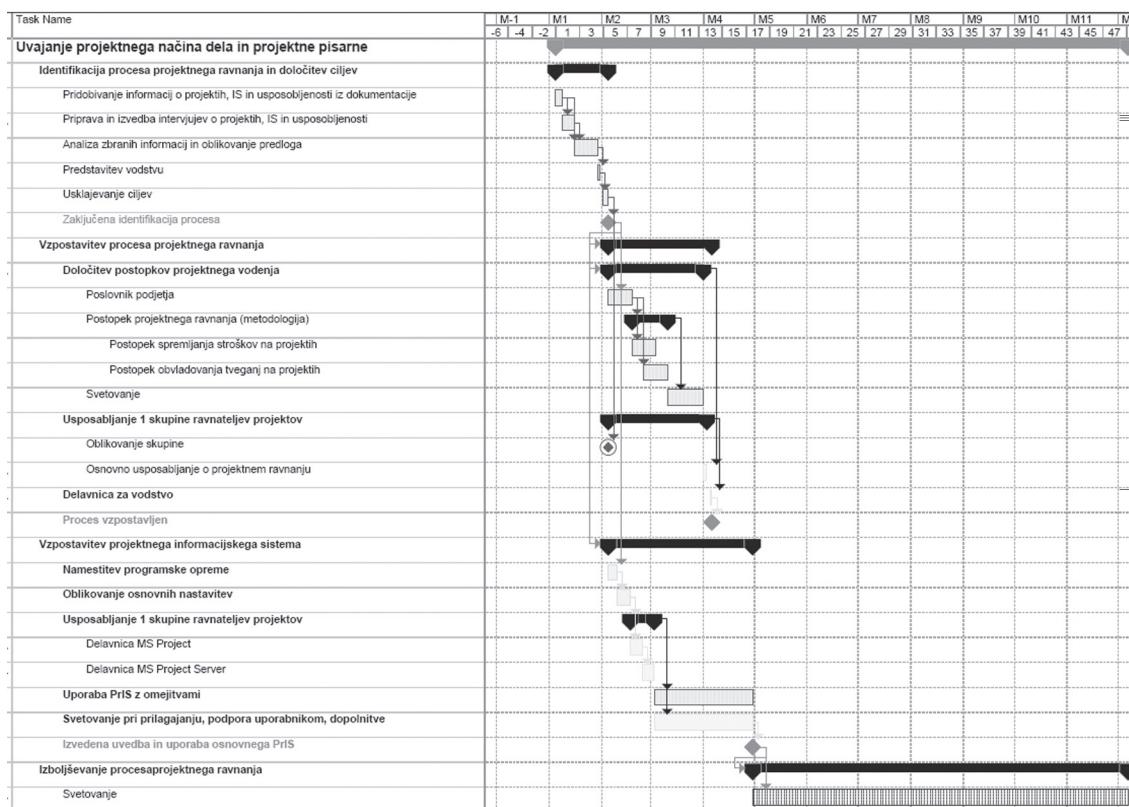 Task Name
M-1 M1 M2 M3 M4 M5 M6 M7 M8 M9 M10 M11 M
-6 -4 -2 1 3 5 7 9 11 13 15 17 19 21 23 25 27 29 31 33 35 37 39 41 43 45 47
Uvajanje projektnega načina dela in projektne pisarne
Identifikacija procesa projektnega ravnanja in določitev ciljev
Pridobivanje informacij o projektih, IS in usposobljenosti iz dokumentacije
Priprava in izvedba intervjujev o projektih, IS in usposobljenosti
Analiza zbranih informacij in oblikovanje predloga
Predstavitev vodstvu
Usklajevanje ciljev
Zaključena identifikacija procesa
Vzpostavitev procesa projektnega ravnanja
Določitev postopkov projektnega vodenja
Poslovnik podjetja
Postopek projektnega ravnanja (metodologija)
Postopek spremljanja stroškov na projektih
Postopek obvladovanja tveganj na projektih
Svetovanje
Usposabljanje 1 skupine ravnateljev projektov
Oblikovanje skupine
Osnovno usposabljanje o projektnem ravnanju
Delavnica za vodstvo
Proces vzpostavljen
Vzpostavitev projektnega informacijskega sistema
Namestitev programske opreme
Oblikovanje osnovnih nastavitev
Usposabljanje 1 skupine ravnateljev projektov
Delavnica MS Project
Delavnica MS Project Server
Uporaba PrIS z omejitvami
Svetovanje pri prilagajanju, podpora uporabnikom, dopolnitve
Izvedena uvedba in uporaba osnovnega PrIS
Izboljševanje procesaprojektnega ravnanja
Svetovanje